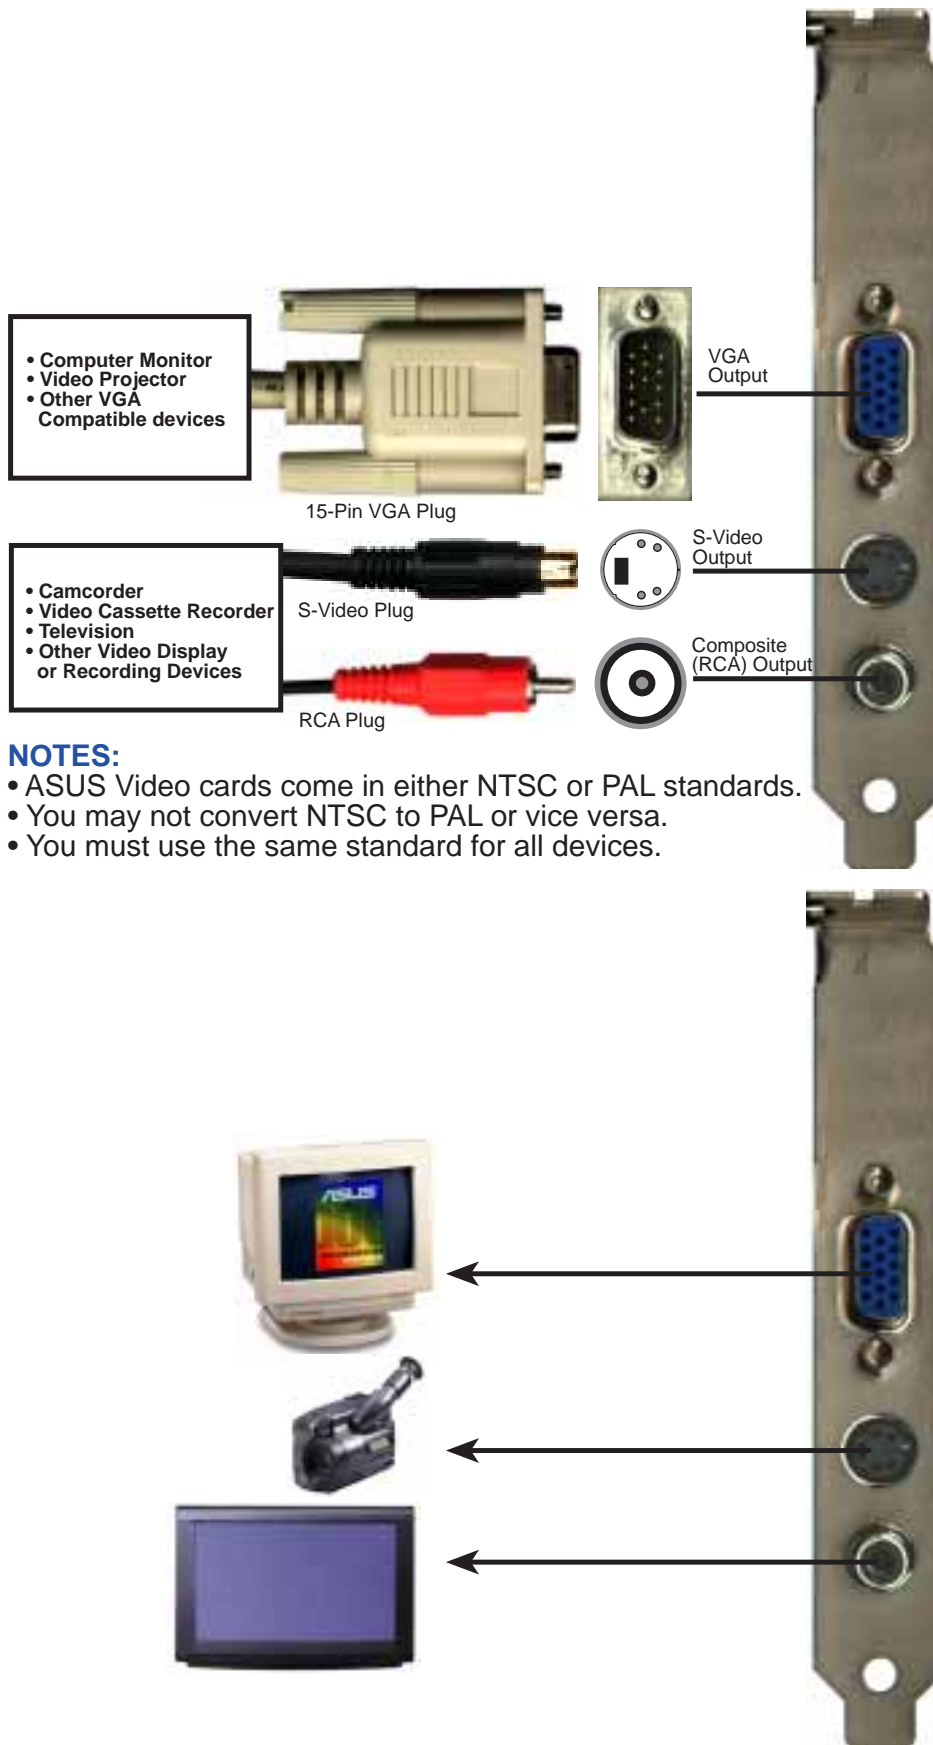 • Computer Monitor
• Video Projector
• Other VGA
Compatible devices
15-Pin VGA Plug
VGA
Output
• Camcorder
• Video Cassette Recorder
• Television
• Other Video Display
or Recording Devices
S-Video Plug
S-Video
Output
RCA Plug
Composite
(RCA) Output
NOTES:
• ASUS Video cards come in either NTSC or PAL standards.
• You may not convert NTSC to PAL or vice versa.
• You must use the same standard for all devices.
ASUS